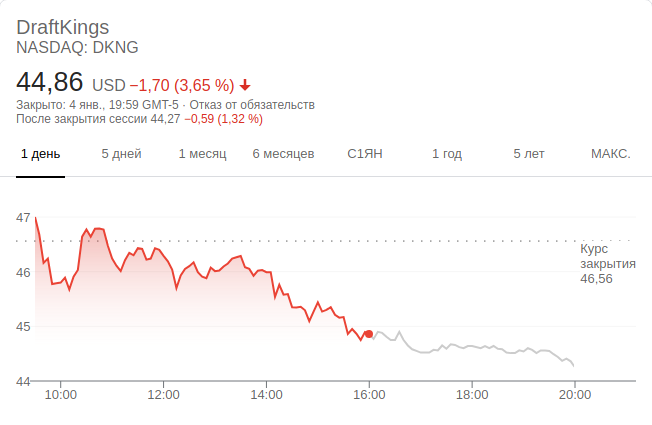 DraftKings
NASDAQ: DKNG
44,86 USD −1,70 (3,65 %)
Закрыто: 4 янв., 19:59 GMT-5 · Отказ от обязательств
После закрытия сессии 44,27 −0,59 (1,32 %)
1 день 5 дней 1 месяц 6 месяцев С1ЯН 1 год 5 лет МАКС.
47
Курс
закрытия
46,56
46
45
44
10:00 12:00 14:00 16:00 18:00 20:00